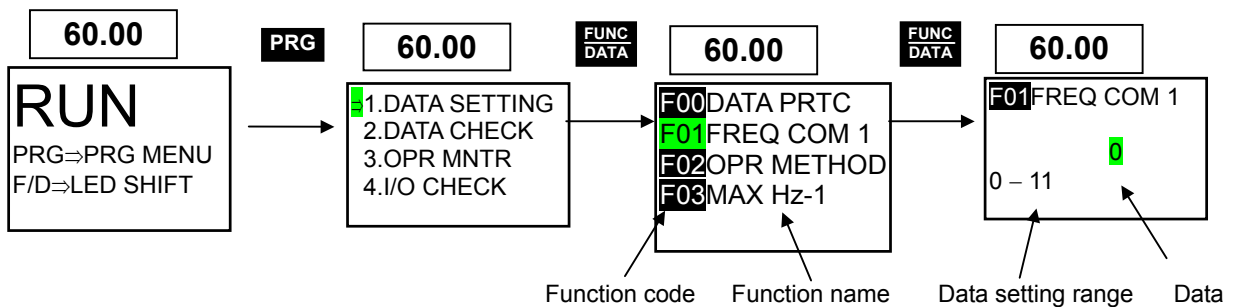 60.00
RUN
PRG⇒PRG MENU
F/D⇒LED SHIFT
PRG
60.00
⇒1.DATA SETTING
2.DATA CHECK
3.OPR MNTR
4.I/O CHECK
FUNC
DATA
60.00
F00DATA PRTC
F01FREQ COM 1
F02OPR METHOD
F03MAX Hz-1
FUNC
DATA
60.00
F01FREQ COM 1
0
0 – 11
Function code Function name Data setting range Data